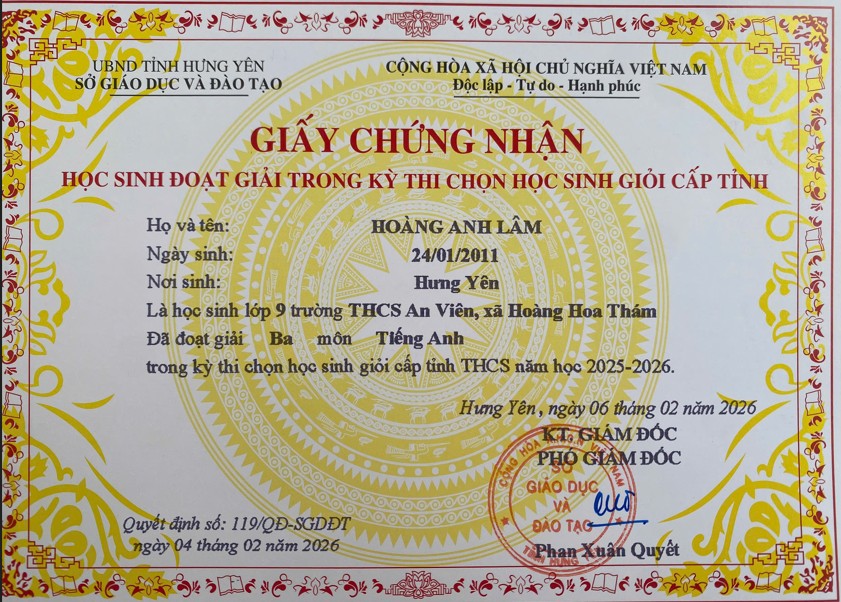 UBND TỈNH HƯNG YÊN
SỞ GIÁO DỤC VÀ ĐÀO TẠO
CỘNG HÒA XÃ HỘI CHỦ NGHĨA VIỆT NAM
Độc lập - Tự do - Hạnh phúc
GIẤY CHỨNG NHẬN
HỌC SINH ĐOẠT GIẢI TRONG KỲ THI CHỌN HỌC SINH GIỎI CẤP TỈNH
Họ và tên: HOÀNG ANH LÂM
Ngày sinh: 24/01/2011
Nơi sinh: Hưng Yên
Là học sinh lớp 9 trường THCS An Viên, xã Hoàng Hoa Thám
Đã đoạt giải Ba môn Tiếng Anh
trong kỳ thi chọn học sinh giỏi cấp tỉnh THCS năm học 2025-2026.
Hưng Yên , ngày 06 tháng 02 năm 2026
KT. GIÁM ĐỐC
PHÓ GIÁM ĐỐC
SỞ
GIÁO DỤC
VÀ
ĐÀO TẠO
Phan Xuân Quyết
Quyết định số: 119/QĐ-SGDĐT
ngày 04 tháng 02 năm 2026